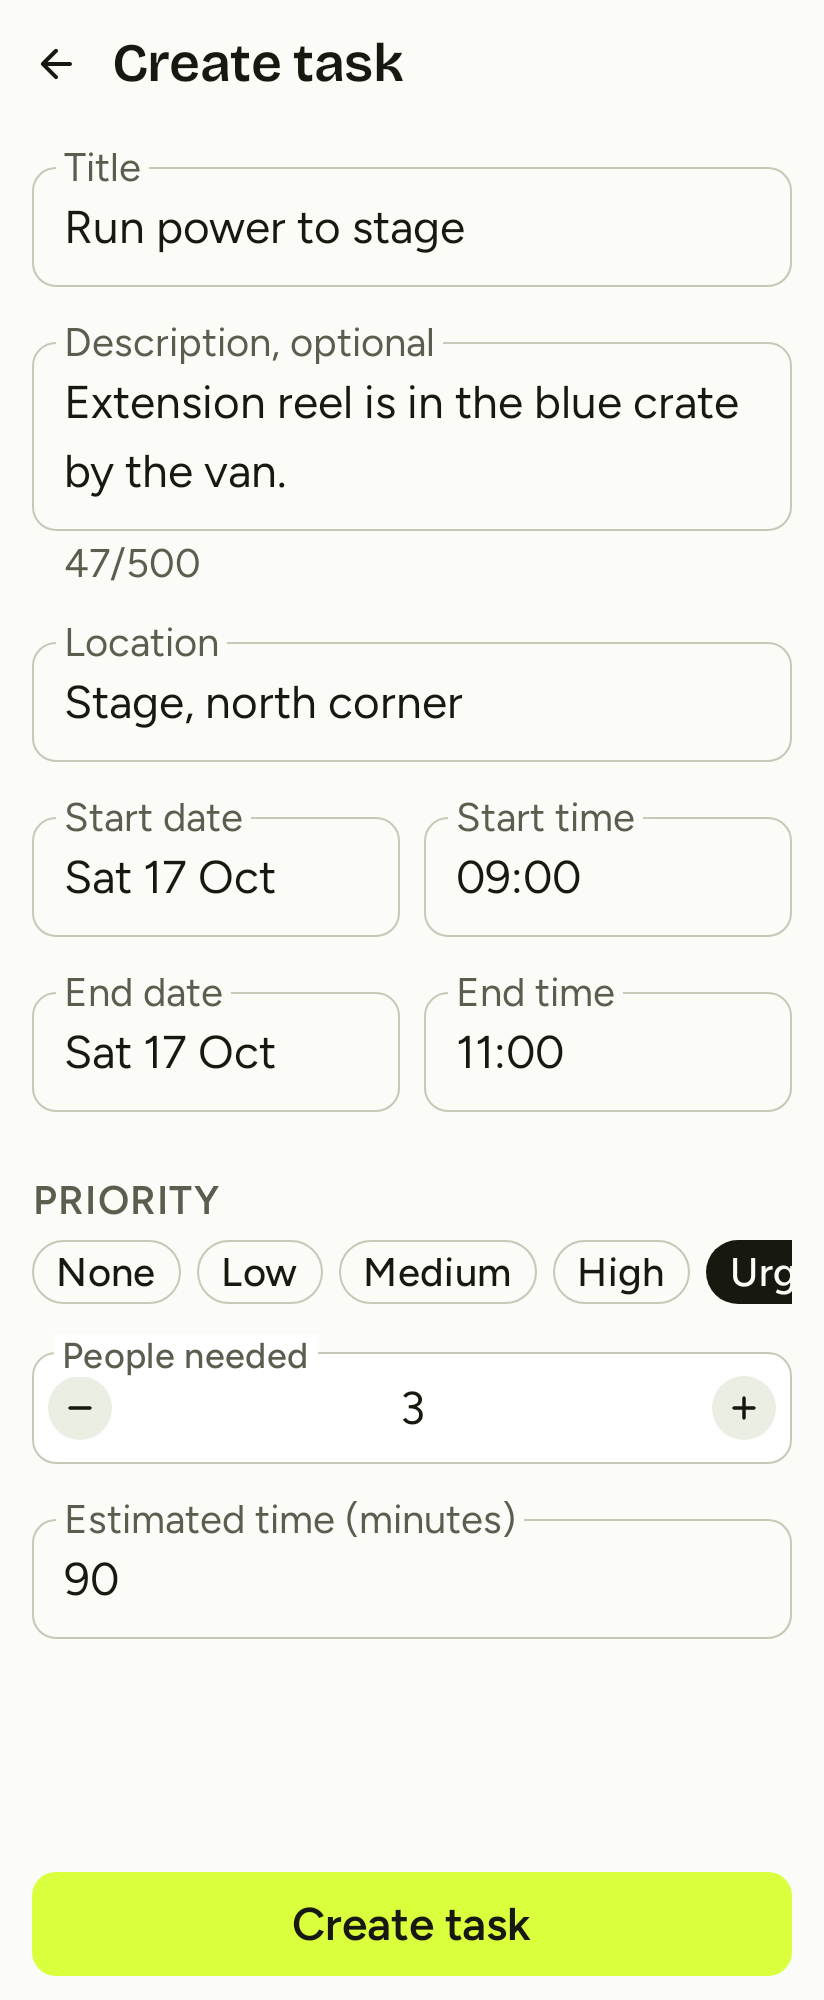 Create task
Title
Run power to stage
Description, optional
Extension reel is in the blue crate
by the van.
47/500
Location
Stage, north corner
Start date
Start time
Sat 17 Oct
09:00
End date
End time
Sat 17 Oct
11:00
PRIORITY
None Low Medium High Urg
People needed
3
Estimated time (minutes)
90
Create task